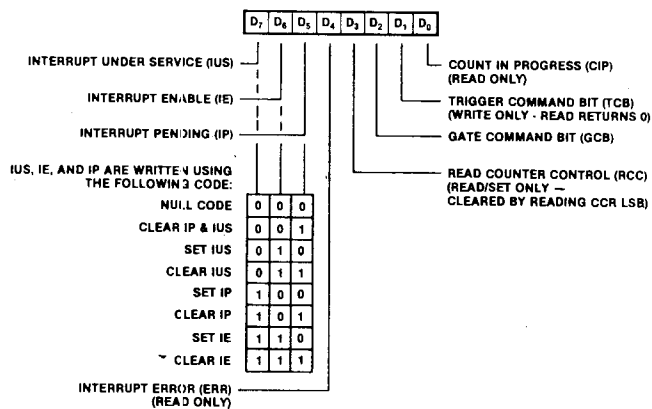 D7 D6 D5 D4 D3 D2 D1 D0
INTERRUPT UNDER SERVICE (IUS)
INTERRUPT ENABLE (IE)
INTERRUPT PENDING (IP)
IUS, IE, AND IP ARE WRITTEN USING
THE FOLLOWING CODE:
NULL CODE 0 0 0
CLEAR IP & IUS 0 0 1
SET IUS 0 1 0
CLEAR IUS 0 1 1
SET IP 1 0 0
CLEAR IP 1 0 1
SET IE 1 1 0
CLEAR IE 1 1 1
INTERRUPT ERROR (ERR)
(READ ONLY)
COUNT IN PROGRESS (CIP)
(READ ONLY)
TRIGGER COMMAND BIT (TCB)
(WRITE ONLY - READ RETURNS 0)
GATE COMMAND BIT (GCB)
READ COUNTER CONTROL (RCC)
(READ/SET ONLY —
CLEARED BY READING CCR LSB)